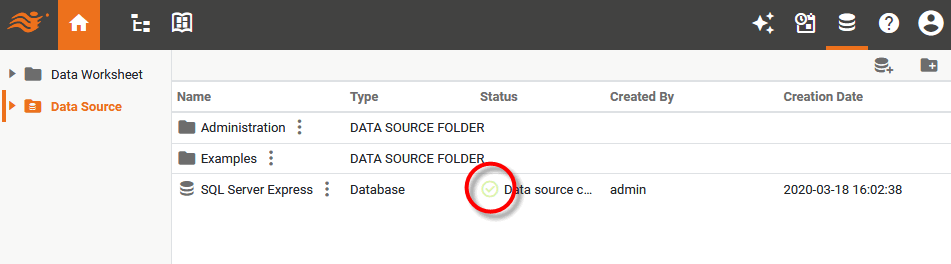 Data Worksheet
Data Source
Name Type Status Created By Creation Date
Administration DATA SOURCE FOLDER
Examples DATA SOURCE FOLDER
SQL Server Express Database Data source c... admin 2020-03-18 16:02:38